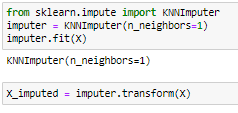 from sklearn.impute import KNNImputer
imputer = KNNImputer(n_neighbors=1)
imputer.fit(X)
KNNImputer(n_neighbors=1)
X_imputed = imputer.transform(X)